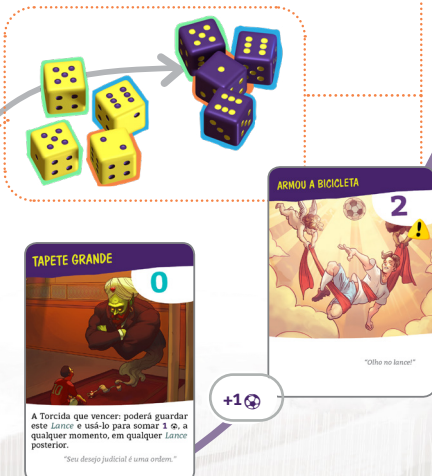 ARMOU A BICICLETA
2
"Olha no lance!"
TAPETE GRANDE
0
A Torcida que vencer: poderá guardar
este Lance e usá-lo para somar 1 ⚽, a
qualquer momento, em qualquer Lance
posterior.
"Seu desejo judicial é uma ordem."
+1⚽